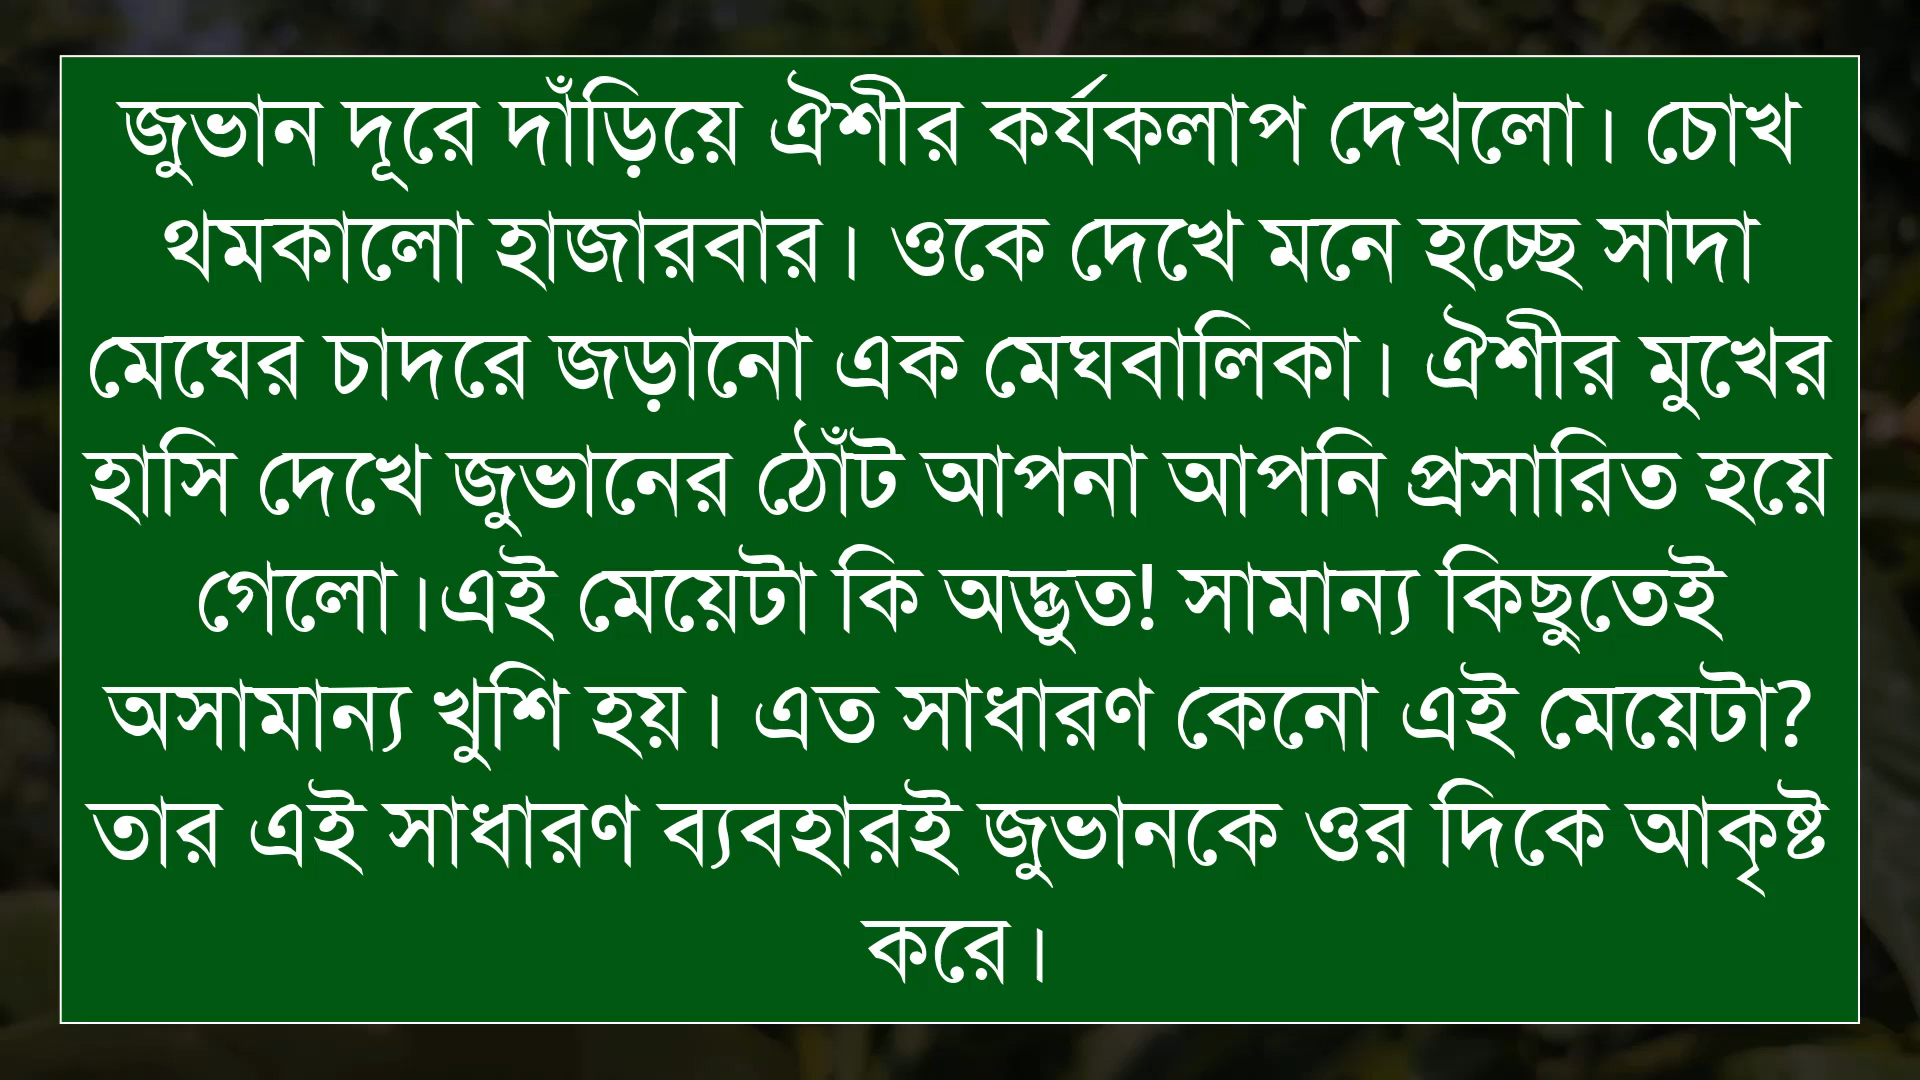 জুভান দূরে দাঁড়িয়ে ঐশীর কর্যকলাপ দেখলো। চোখ
থমকালো হাজারবার। ওকে দেখে মনে হচ্ছে সাদা
মেঘের চাদরে জড়ানো এক মেঘবালিকা। ঐশীর মুখের
হাসি দেখে জুভানের ঠোঁট আপনা আপনি প্রসারিত হয়ে
গেলো।এই মেয়েটা কি অদ্ভুত! সামান্য কিছুতেই
অসামান্য খুশি হয়। এত সাধারণ কেনো এই মেয়েটা?
তার এই সাধারণ ব্যবহারই জুভানকে ওর দিকে আকৃষ্ট
করে।